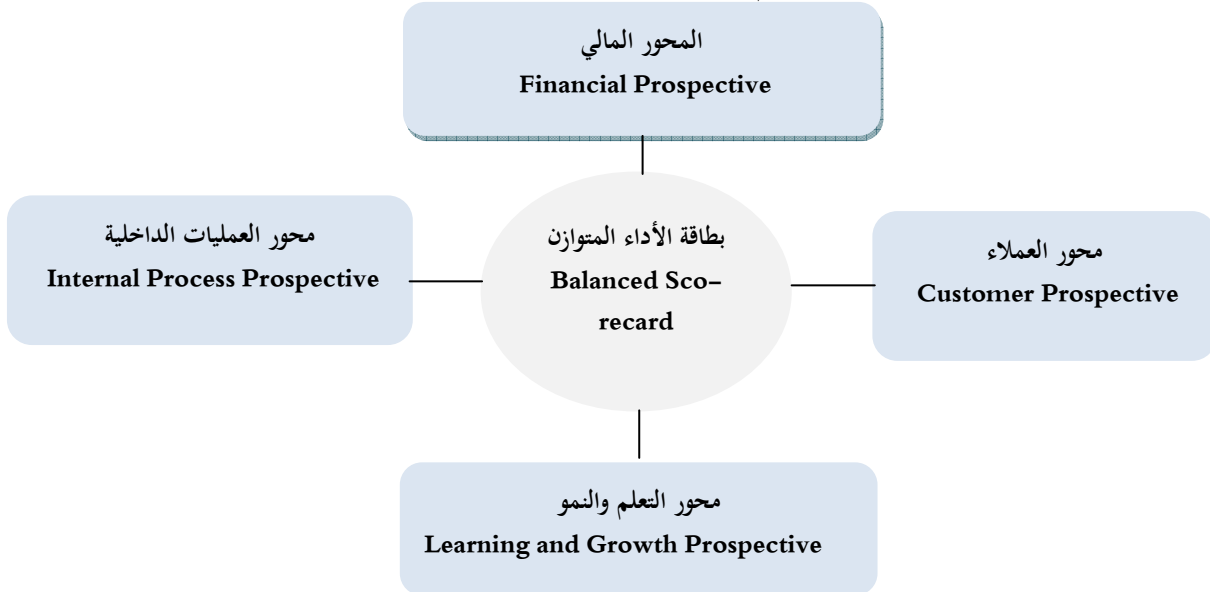 المحور المالي
Financial Prospective
محور العمليات الداخلية
Internal Process Prospective
بطاقة الأداء المتوازن
Balanced Sco-
recard
محور العملاء
Customer Prospective
محور التعلم والنمو
Learning and Growth Prospective